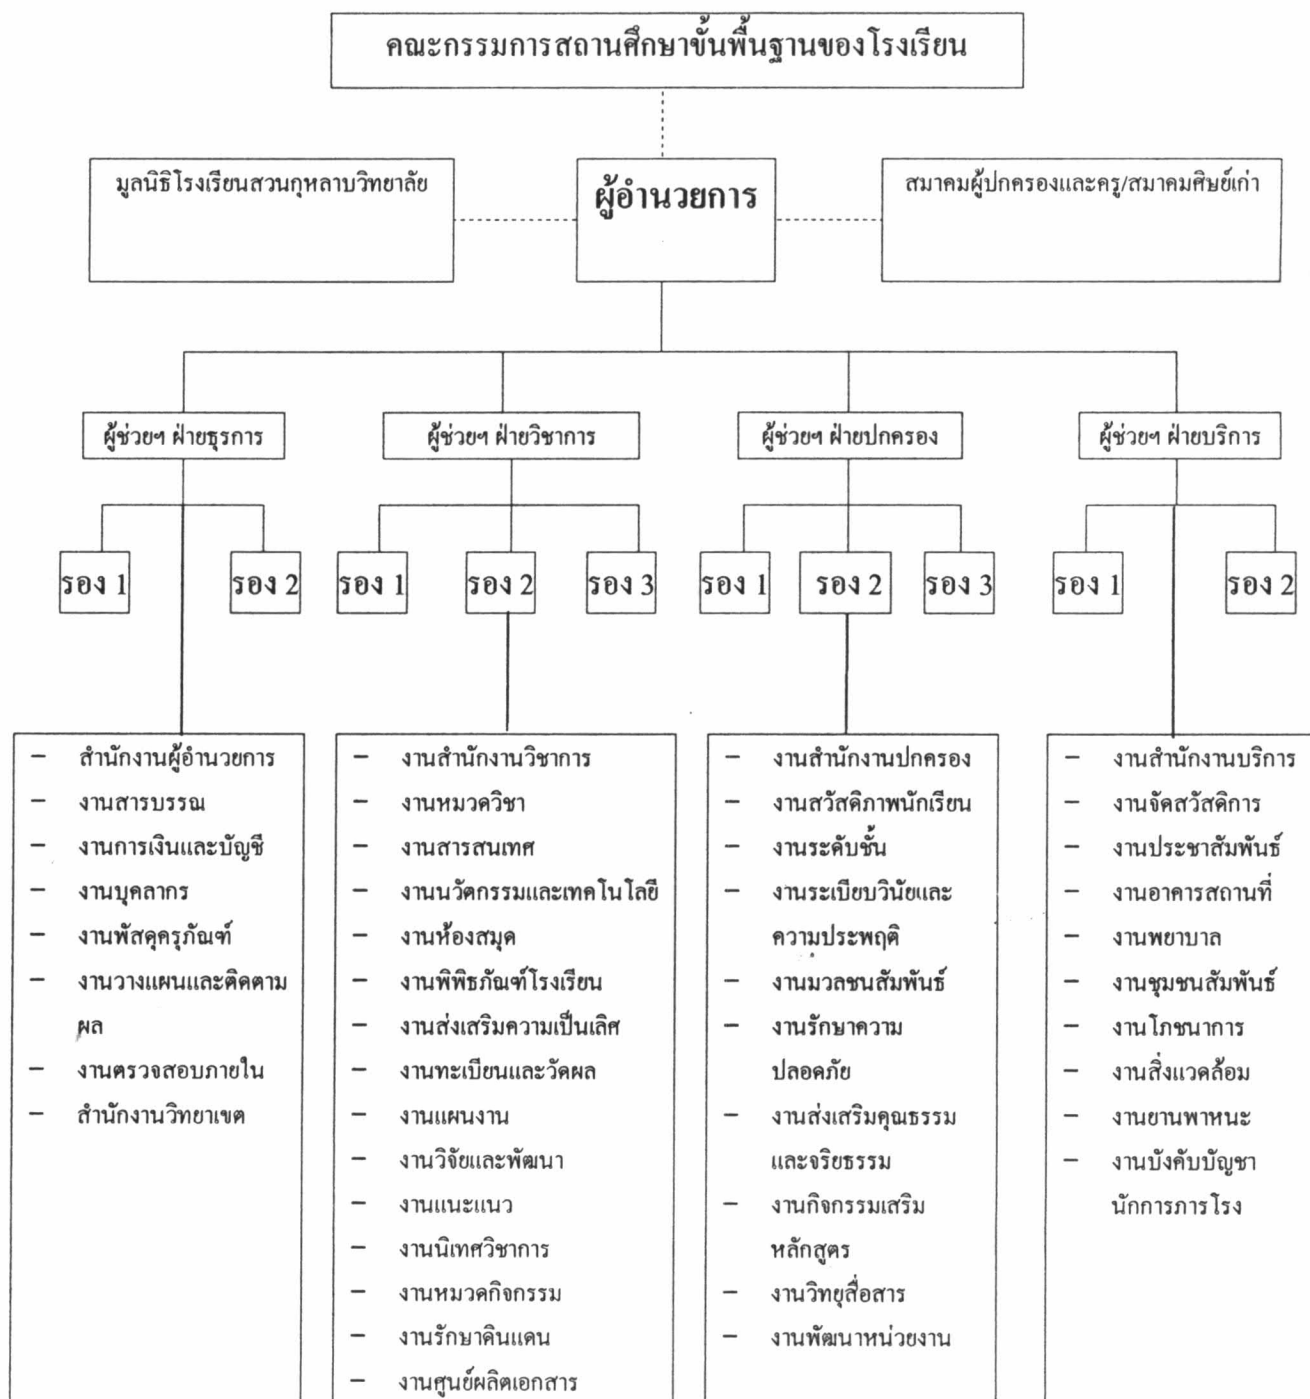 คณะกรรมการสถานศึกษาขั้นพื้นฐานของโรงเรียน
มูลนิธิโรงเรียนสวนกุหลาบวิทยาลัย
ผู้อำนวยการ
สมาคมผู้ปกครองและครู/สมาคมศิษย์เก่า
ผู้ช่วยฯ ฝ่ายธุรการ
ผู้ช่วยฯ ฝ่ายวิชาการ
ผู้ช่วยฯ ฝ่ายปกครอง
ผู้ช่วยฯ ฝ่ายบริการ
รอง 1
รอง 2
รอง 1
รอง 2
รอง 3
รอง 1
รอง 2
รอง 3
รอง 1
รอง 2
– สำนักงานผู้อำนวยการ
– งานสารบรรณ
– งานการเงินและบัญชี
– งานบุคลากร
– งานพัสดุครุภัณฑ์
– งานวางแผนและติดตาม
ผล
– งานตรวจสอบภายใน
– สำนักงานวิทยาเขต
– งานสำนักงานวิชาการ
– งานหมวดวิชา
– งานสารสนเทศ
– งานนวัตกรรมและเทคโนโลยี
– งานห้องสมุด
– งานพิพิธภัณฑ์โรงเรียน
– งานส่งเสริมความเป็นเลิศ
– งานทะเบียนและวัดผล
– งานแผนงาน
– งานวิจัยและพัฒนา
– งานแนะแนว
– งานนิเทศวิชาการ
– งานหมวดกิจกรรม
– งานรักษาดินแดน
– งานศูนย์ผลิตเอกสาร
– งานสำนักงานปกครอง
– งานสวัสดิภาพนักเรียน
– งานระดับชั้น
– งานระเบียบวินัยและ
ความประพฤติ
– งานมวลชนสัมพันธ์
– งานรักษาความ
ปลอดภัย
– งานส่งเสริมคุณธรรม
และจริยธรรม
– งานกิจกรรมเสริม
หลักสูตร
– งานวิทยุสื่อสาร
– งานพัฒนาหน่วยงาน
– งานสำนักงานบริการ
– งานจัดสวัสดิการ
– งานประชาสัมพันธ์
– งานอาคารสถานที่
– งานพยาบาล
– งานชุมชนสัมพันธ์
– งานโภชนาการ
– งานสิ่งแวดล้อม
– งานยานพาหนะ
– งานบังคับบัญชา
นักการภารโรง